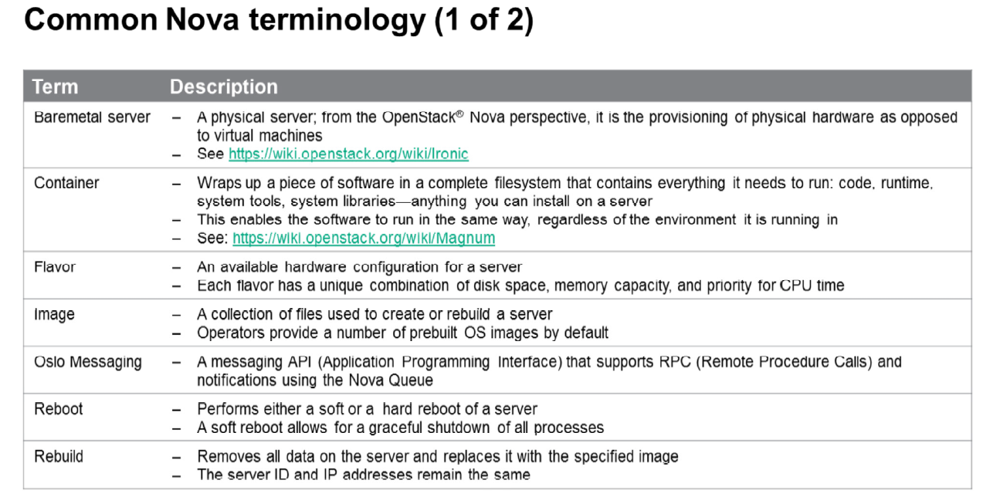 Common Nova terminology (1 of 2)
Term Description
Baremetal server – A physical server; from the OpenStack® Nova perspective, it is the provisioning of physical hardware as opposed
to virtual machines
– See https://wiki.openstack.org/wiki/Ironic
Container – Wraps up a piece of software in a complete filesystem that contains everything it needs to run: code, runtime,
system tools, system libraries—anything you can install on a server
– This enables the software to run in the same way, regardless of the environment it is running in
– See: https://wiki.openstack.org/wiki/Magnum
Flavor – An available hardware configuration for a server
– Each flavor has a unique combination of disk space, memory capacity, and priority for CPU time
Image – A collection of files used to create or rebuild a server
– Operators provide a number of prebuilt OS images by default
Oslo Messaging – A messaging API (Application Programming Interface) that supports RPC (Remote Procedure Calls) and
notifications using the Nova Queue
Reboot – Performs either a soft or a hard reboot of a server
– A soft reboot allows for a graceful shutdown of all processes
Rebuild – Removes all data on the server and replaces it with the specified image
– The server ID and IP addresses remain the same